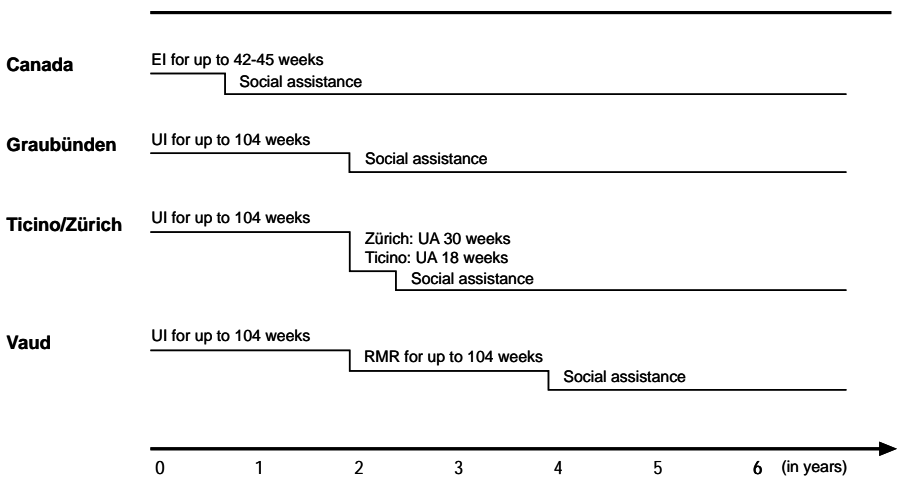 EI for up to 42-45 weeks
Canada
Social assistance
UI for up to 104 weeks
Graubünden
Social assistance
UI for up to 104 weeks
Ticino/Zürich
Zürich: UA 30 weeks
Ticino: UA 18 weeks
Social assistance
UI for up to 104 weeks
Vaud
RMR for up to 104 weeks
Social assistance
0 1 2 3 4 5 6 (in years)